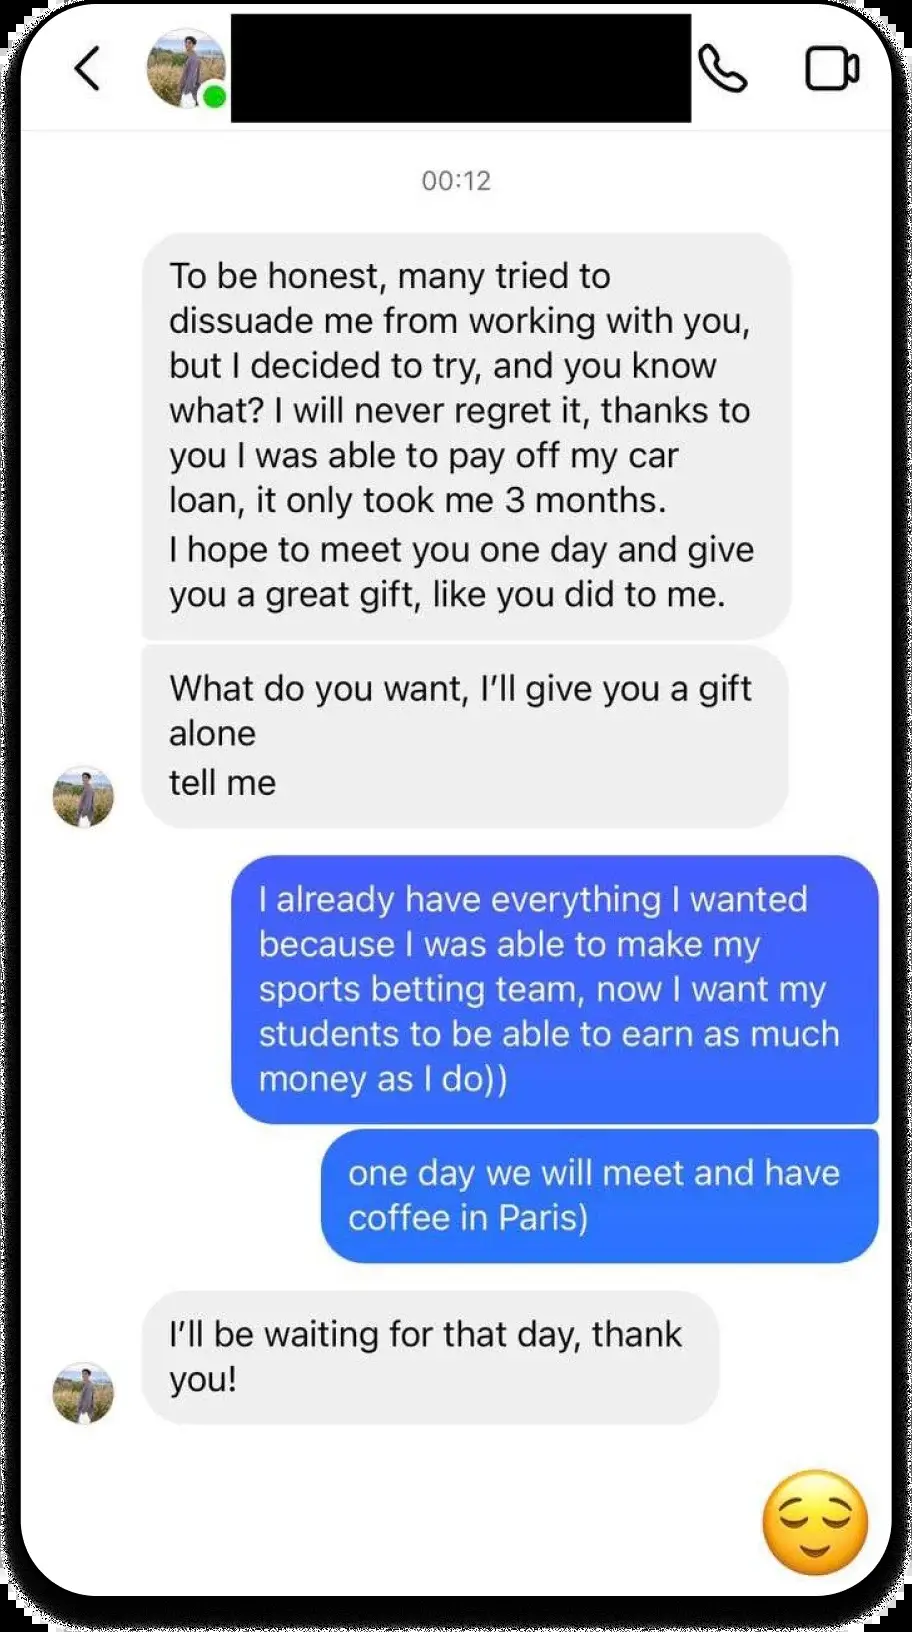 00:12
To be honest, many tried to
dissuade me from working with you,
but I decided to try, and you know
what? I will never regret it, thanks to
you I was able to pay off my car
loan, it only took me 3 months.
I hope to meet you one day and give
you a great gift, like you did to me.
What do you want, I’ll give you a gift
alone
tell me
I already have everything I wanted
because I was able to make my
sports betting team, now I want my
students to be able to earn as much
money as I do))
one day we will meet and have
coffee in Paris)
I’ll be waiting for that day, thank
you!